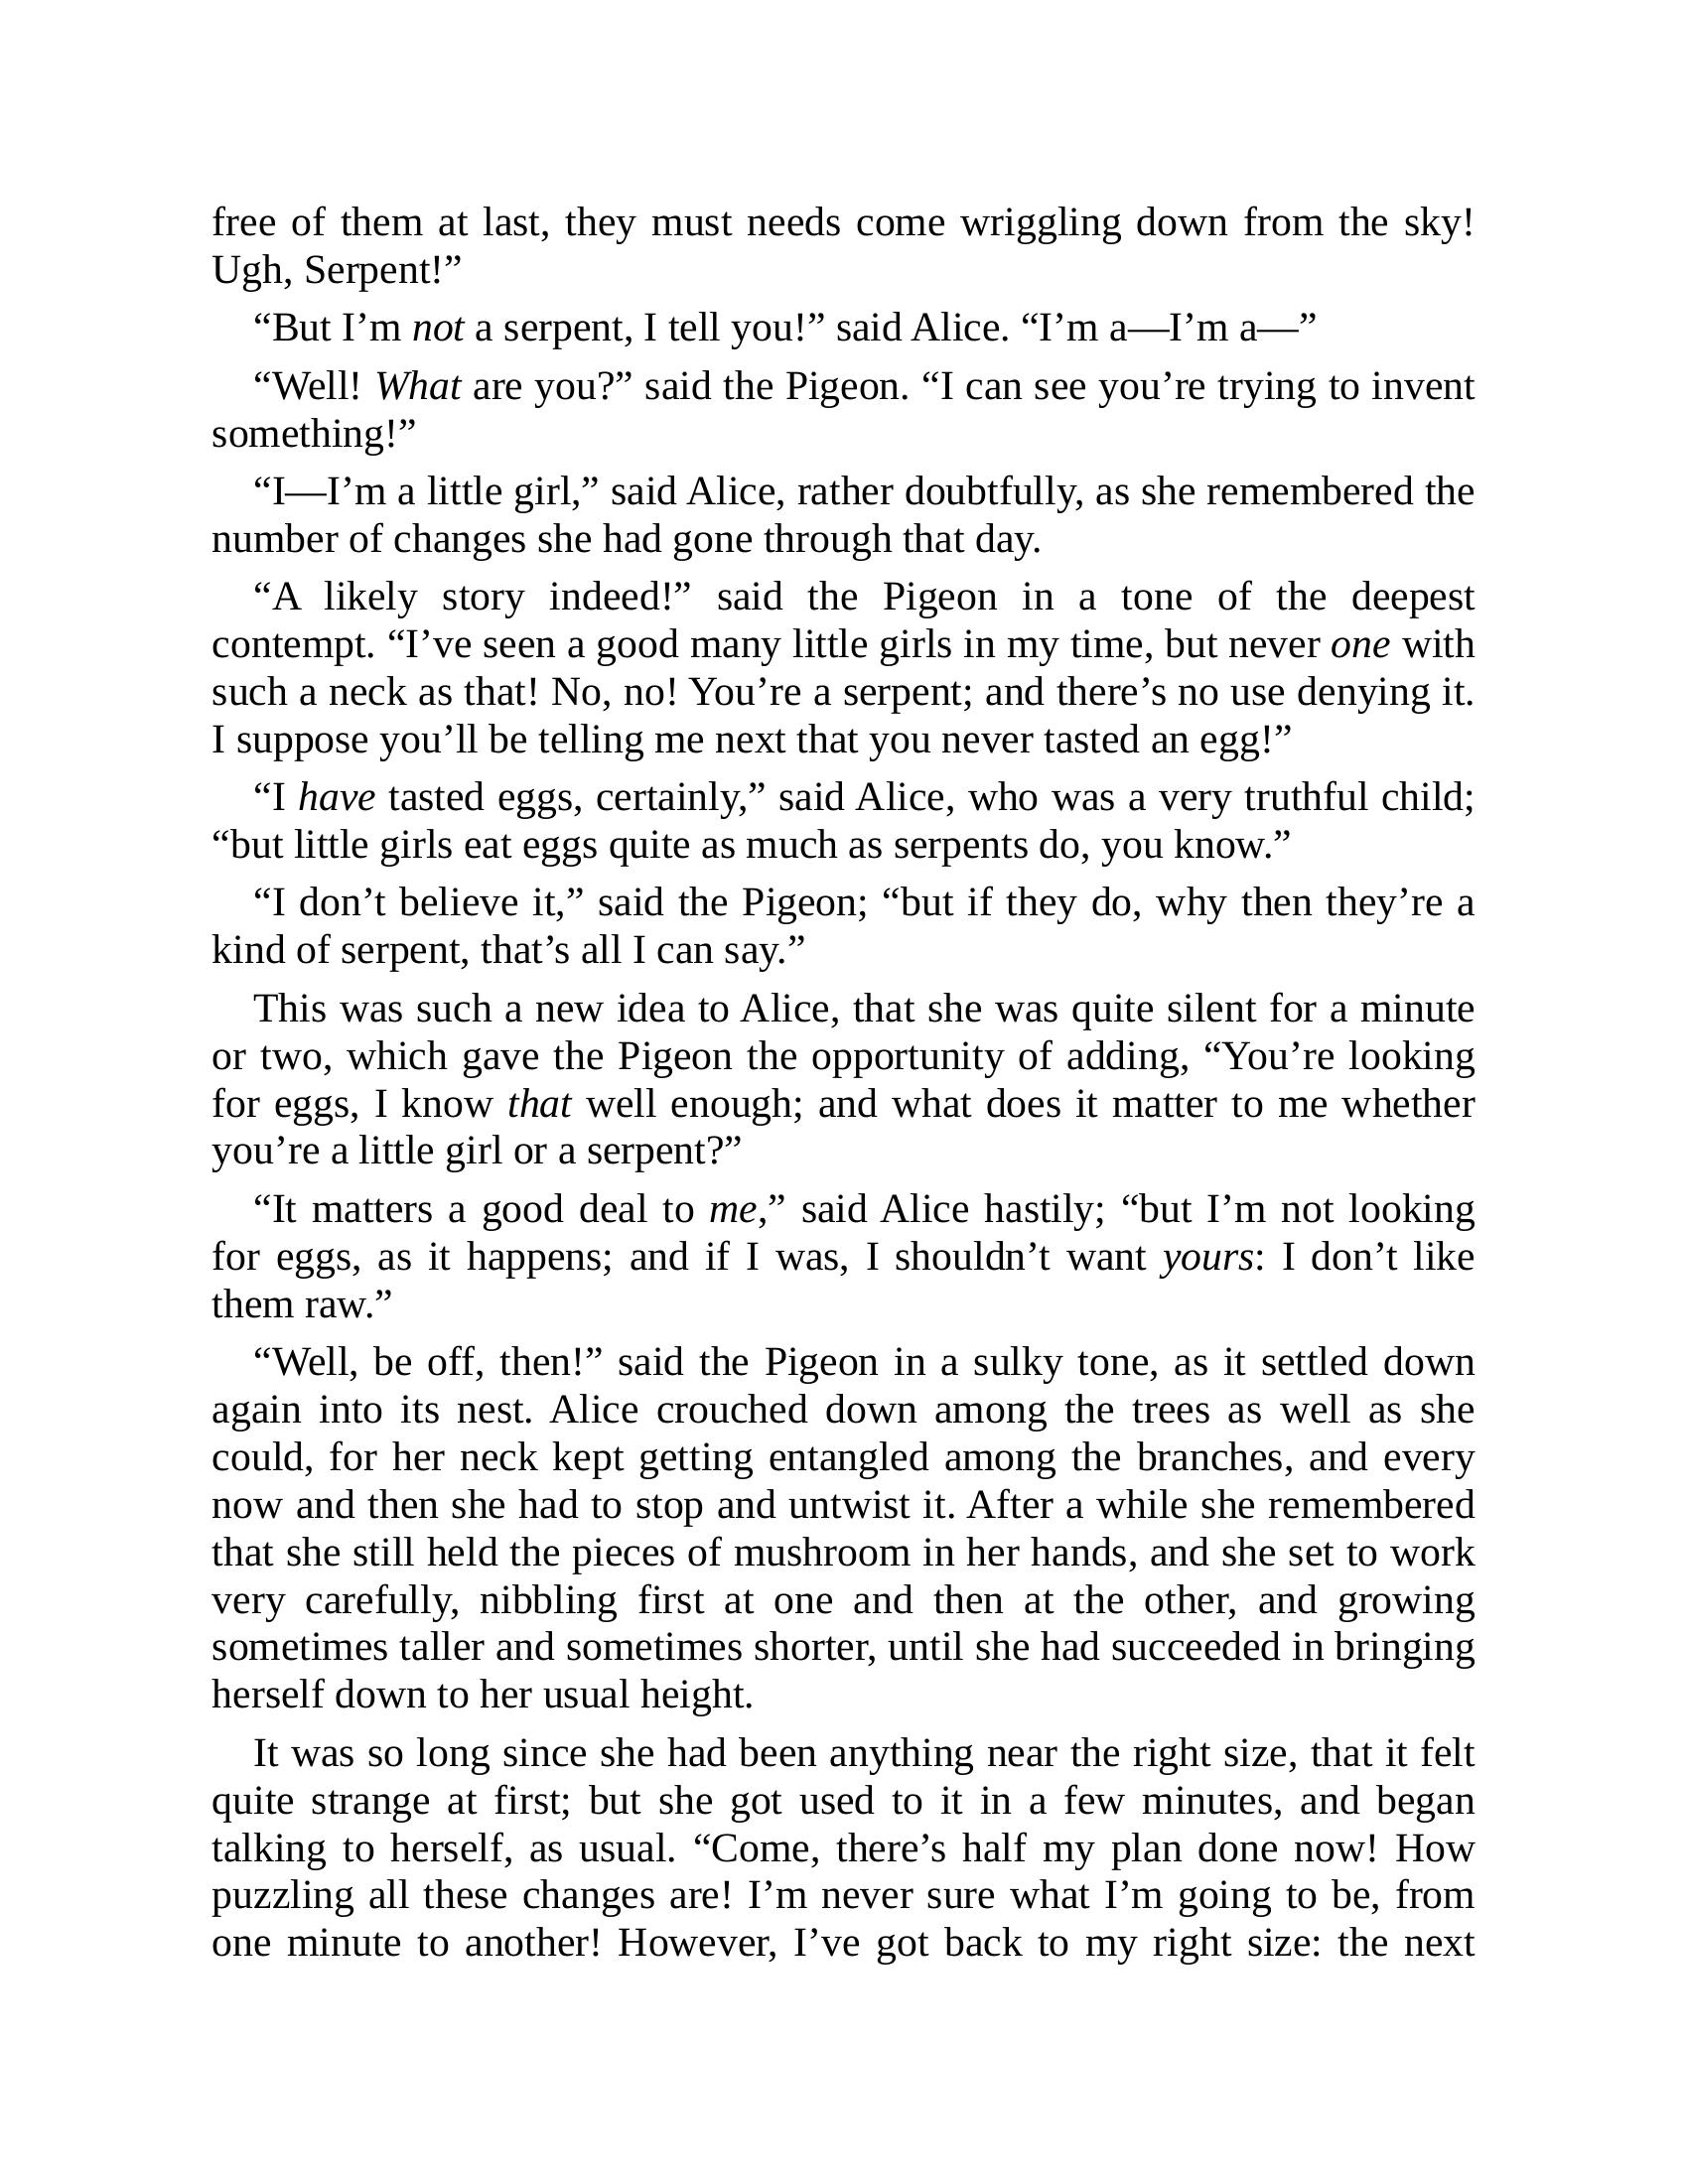 free of them at last, they must needs come wriggling down from the sky!
Ugh, Serpent!”
“But I’m not a serpent, I tell you!” said Alice. “I’m a—I’m a—”
“Well! What are you?” said the Pigeon. “I can see you’re trying to invent
something!”
“I—I’m a little girl,” said Alice, rather doubtfully, as she remembered the
number of changes she had gone through that day.
“A likely story indeed!” said the Pigeon in a tone of the deepest
contempt. “I’ve seen a good many little girls in my time, but never one with
such a neck as that! No, no! You’re a serpent; and there’s no use denying it.
I suppose you’ll be telling me next that you never tasted an egg!”
“I have tasted eggs, certainly,” said Alice, who was a very truthful child;
“but little girls eat eggs quite as much as serpents do, you know.”
“I don’t believe it,” said the Pigeon; “but if they do, why then they’re a
kind of serpent, that’s all I can say.”
This was such a new idea to Alice, that she was quite silent for a minute
or two, which gave the Pigeon the opportunity of adding, “You’re looking
for eggs, I know that well enough; and what does it matter to me whether
you’re a little girl or a serpent?”
“It matters a good deal to me,” said Alice hastily; “but I’m not looking
for eggs, as it happens; and if I was, I shouldn’t want yours: I don’t like
them raw.”
“Well, be off, then!” said the Pigeon in a sulky tone, as it settled down
again into its nest. Alice crouched down among the trees as well as she
could, for her neck kept getting entangled among the branches, and every
now and then she had to stop and untwist it. After a while she remembered
that she still held the pieces of mushroom in her hands, and she set to work
very carefully, nibbling first at one and then at the other, and growing
sometimes taller and sometimes shorter, until she had succeeded in bringing
herself down to her usual height.
It was so long since she had been anything near the right size, that it felt
quite strange at first; but she got used to it in a few minutes, and began
talking to herself, as usual. “Come, there’s half my plan done now! How
puzzling all these changes are! I’m never sure what I’m going to be, from
one minute to another! However, I’ve got back to my right size: the next